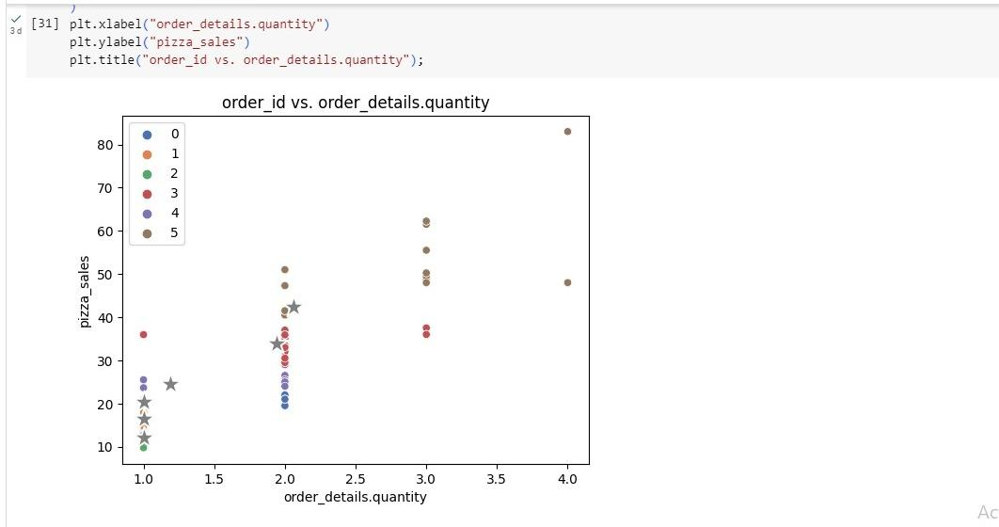 )
3d
[31] plt.xlabel("order_details.quantity")
plt.ylabel("pizza_sales")
plt.title("order_id vs. order_details.quantity");
order_id vs. order_details.quantity
0
1
2
3
4
5
80
70
60
50
40
30
20
10
pizza_sales
1.0 1.5 2.0 2.5 3.0 3.5 4.0
order_details.quantity
Ac